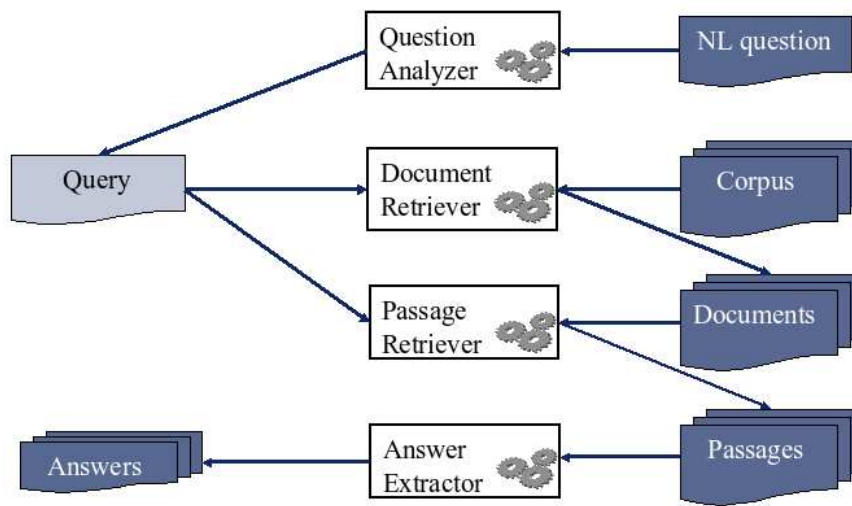 Question
Analyzer
NL question
Query
Document
Retriever
Corpus
Passage
Retriever
Documents
Answers
Answer
Extractor
Passages